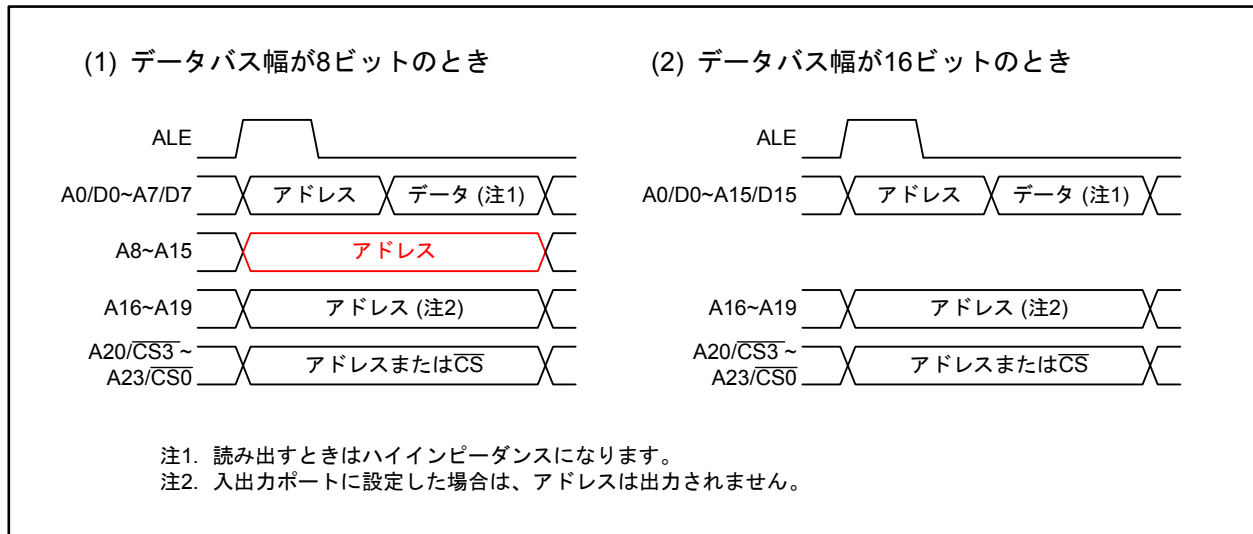 (1) データバス幅が8ビットのとき
ALE
A0/D0~A7/D7 アドレス データ (注1)
A8~A15 アドレス
A16~A19 アドレス (注2)
A20/C̅S̅3̅ ~
A23/C̅S̅0̅ アドレスまたはC̅S̅
(2) データバス幅が16ビットのとき
ALE
A0/D0~A15/D15 アドレス データ (注1)
A16~A19 アドレス (注2)
A20/C̅S̅3̅ ~
A23/C̅S̅0̅ アドレスまたはC̅S̅
注1. 読み出すときはハイインピーダンスになります。
注2. 入出力ポートに設定した場合は、アドレスは出力されません。